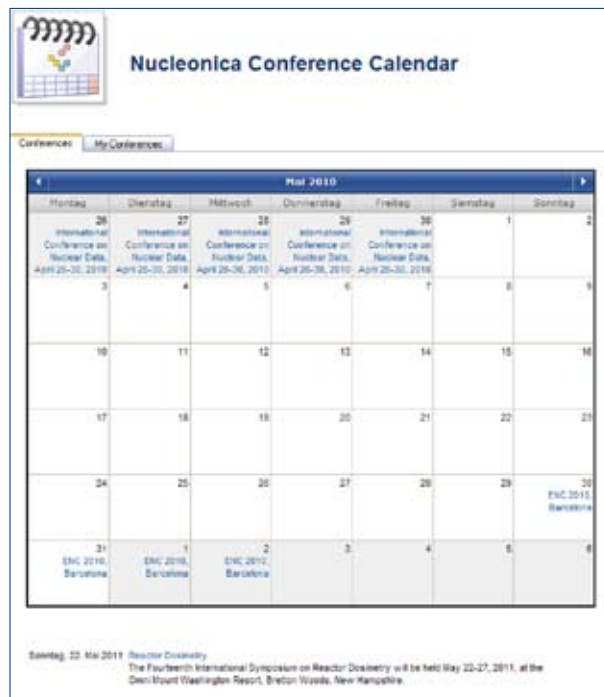 Nucleonica Conference Calendar
Conferences My Conferences
Mai 2010
Montag Dienstag Mittwoch Donnerstag Freitag Samstag Sonntag
26 27 28 29 30 1 2
International International International International International
Conference on Conference on Conference on Conference on Conference on
Nuclear Data, Nuclear Data, Nuclear Data, Nuclear Data, Nuclear Data,
April 26-30, 2010 April 26-30, 2010 April 26-30, 2010 April 26-30, 2010 April 26-30, 2010
3 4 5 6 7 8 9
10 11 12 13 14 15 16
17 18 19 20 21 22 23
24 25 26 27 28 29 30
ENC 2010,
Barcelona
31 1 2 3 4 5 6
ENC 2010, ENC 2010, ENC 2010,
Barcelona Barcelona Barcelona
Sonntag, 22. Mai 2011 Reactor Dosimetry
The Fourteenth International Symposium on Reactor Dosimetry will be held May 22-27, 2011, at the
Omni Mount Washington Resort, Bretton Woods, New Hampshire.